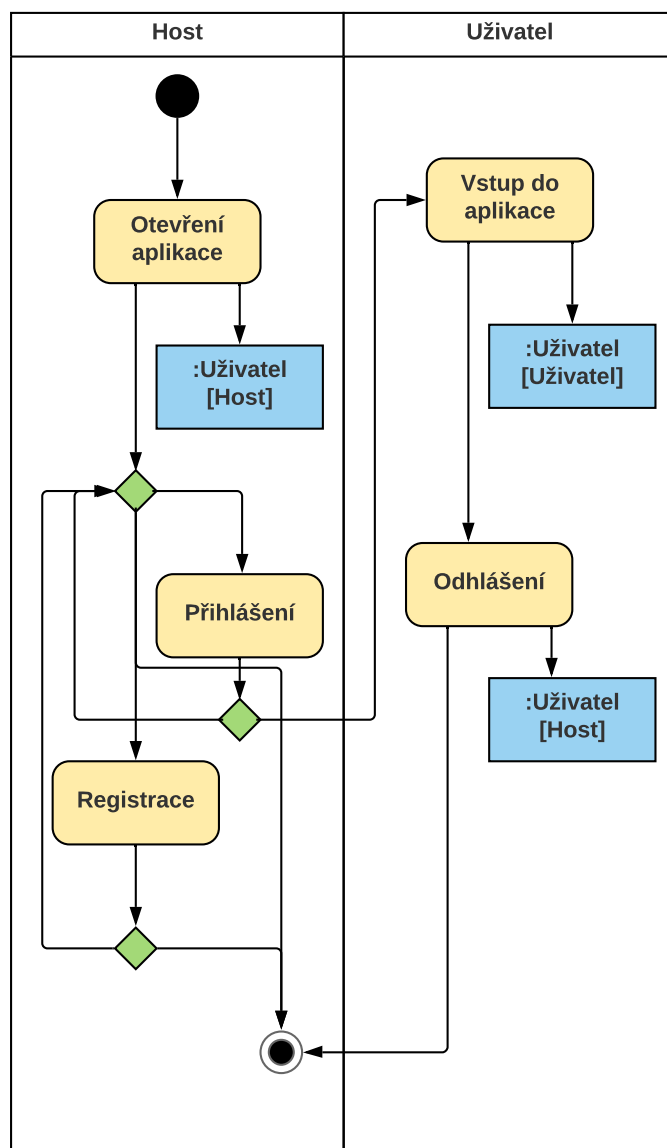 Host
Uživatel
Otevření
aplikace
Vstup do
aplikace
:Uživatel
[Host]
:Uživatel
[Uživatel]
Přihlášení
Odhlášení
:Uživatel
[Host]
Registrace